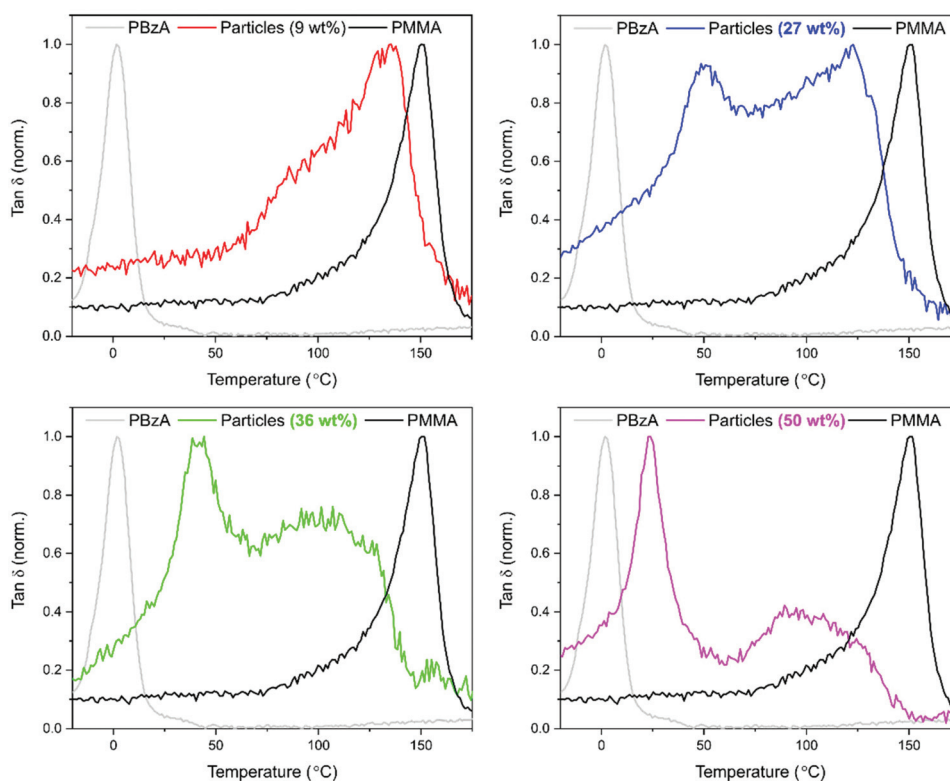 PBzA Particles (9 wt%) PMMA
1.0
0.8
0.6
0.4
0.2
0.0
Tan δ (norm.)
0 50 100 150
Temperature (°C)
PBzA Particles (27 wt%) PMMA
1.0
0.8
0.6
0.4
0.2
0.0
Tan δ (norm.)
0 50 100 150
Temperature (°C)
PBzA Particles (36 wt%) PMMA
1.0
0.8
0.6
0.4
0.2
0.0
Tan δ (norm.)
0 50 100 150
Temperature (°C)
PBzA Particles (50 wt%) PMMA
1.0
0.8
0.6
0.4
0.2
0.0
Tan δ (norm.)
0 50 100 150
Temperature (°C)